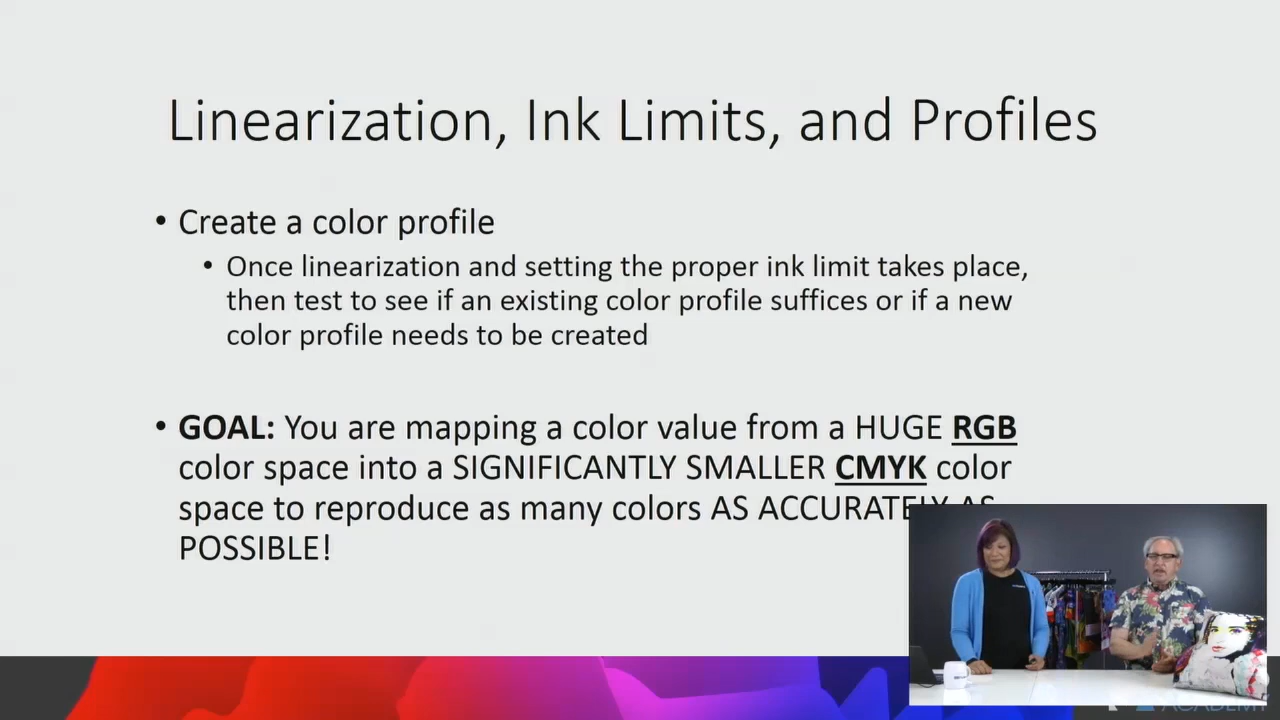 Linearization, Ink Limits, and Profiles
• Create a color profile
• Once linearization and setting the proper ink limit takes place,
then test to see if an existing color profile suffices or if a new
color profile needs to be created
• GOAL: You are mapping a color value from a HUGE RGB
color space into a SIGNIFICANTLY SMALLER CMYK color
space to reproduce as many colors AS ACCURATELY AS
POSSIBLE!
ACADEMY